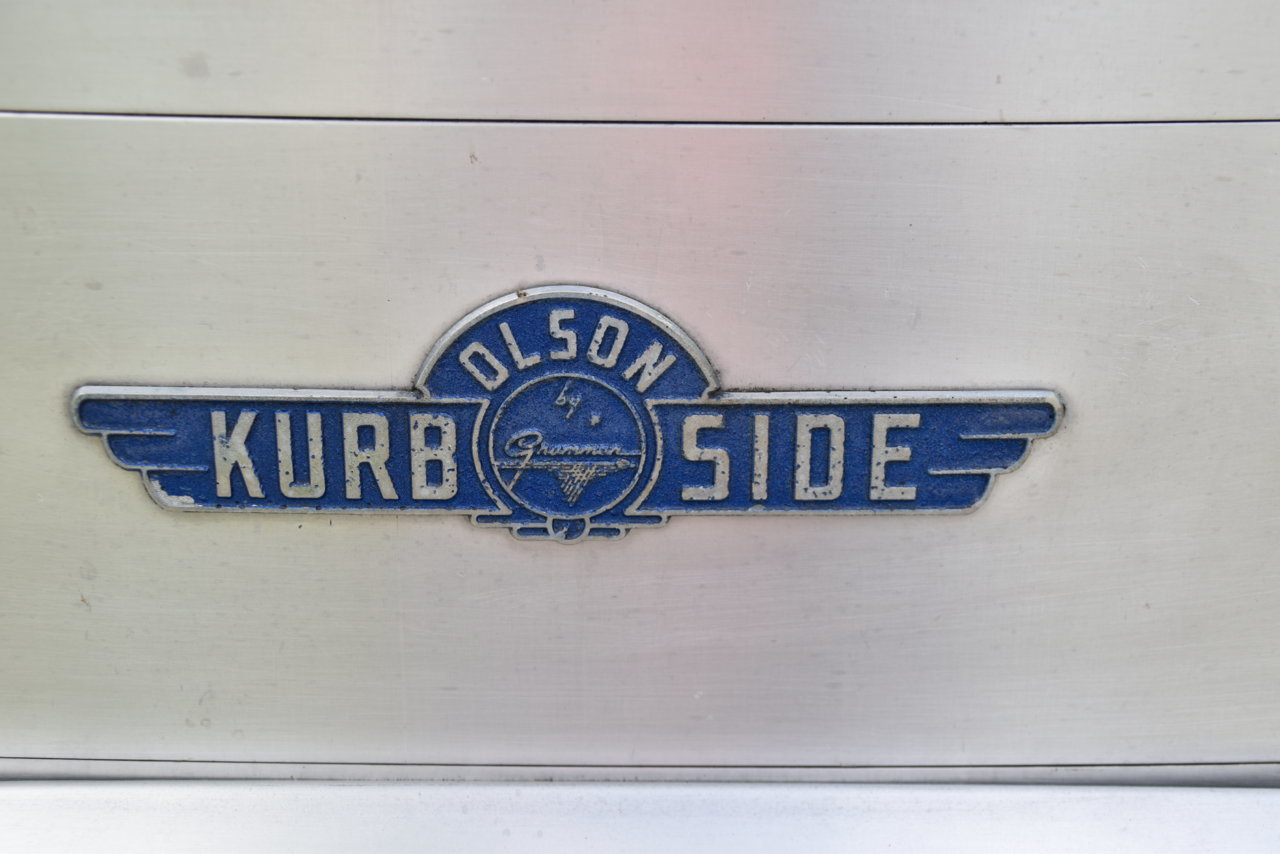 OLSON
by
Grumman
KURB SIDE